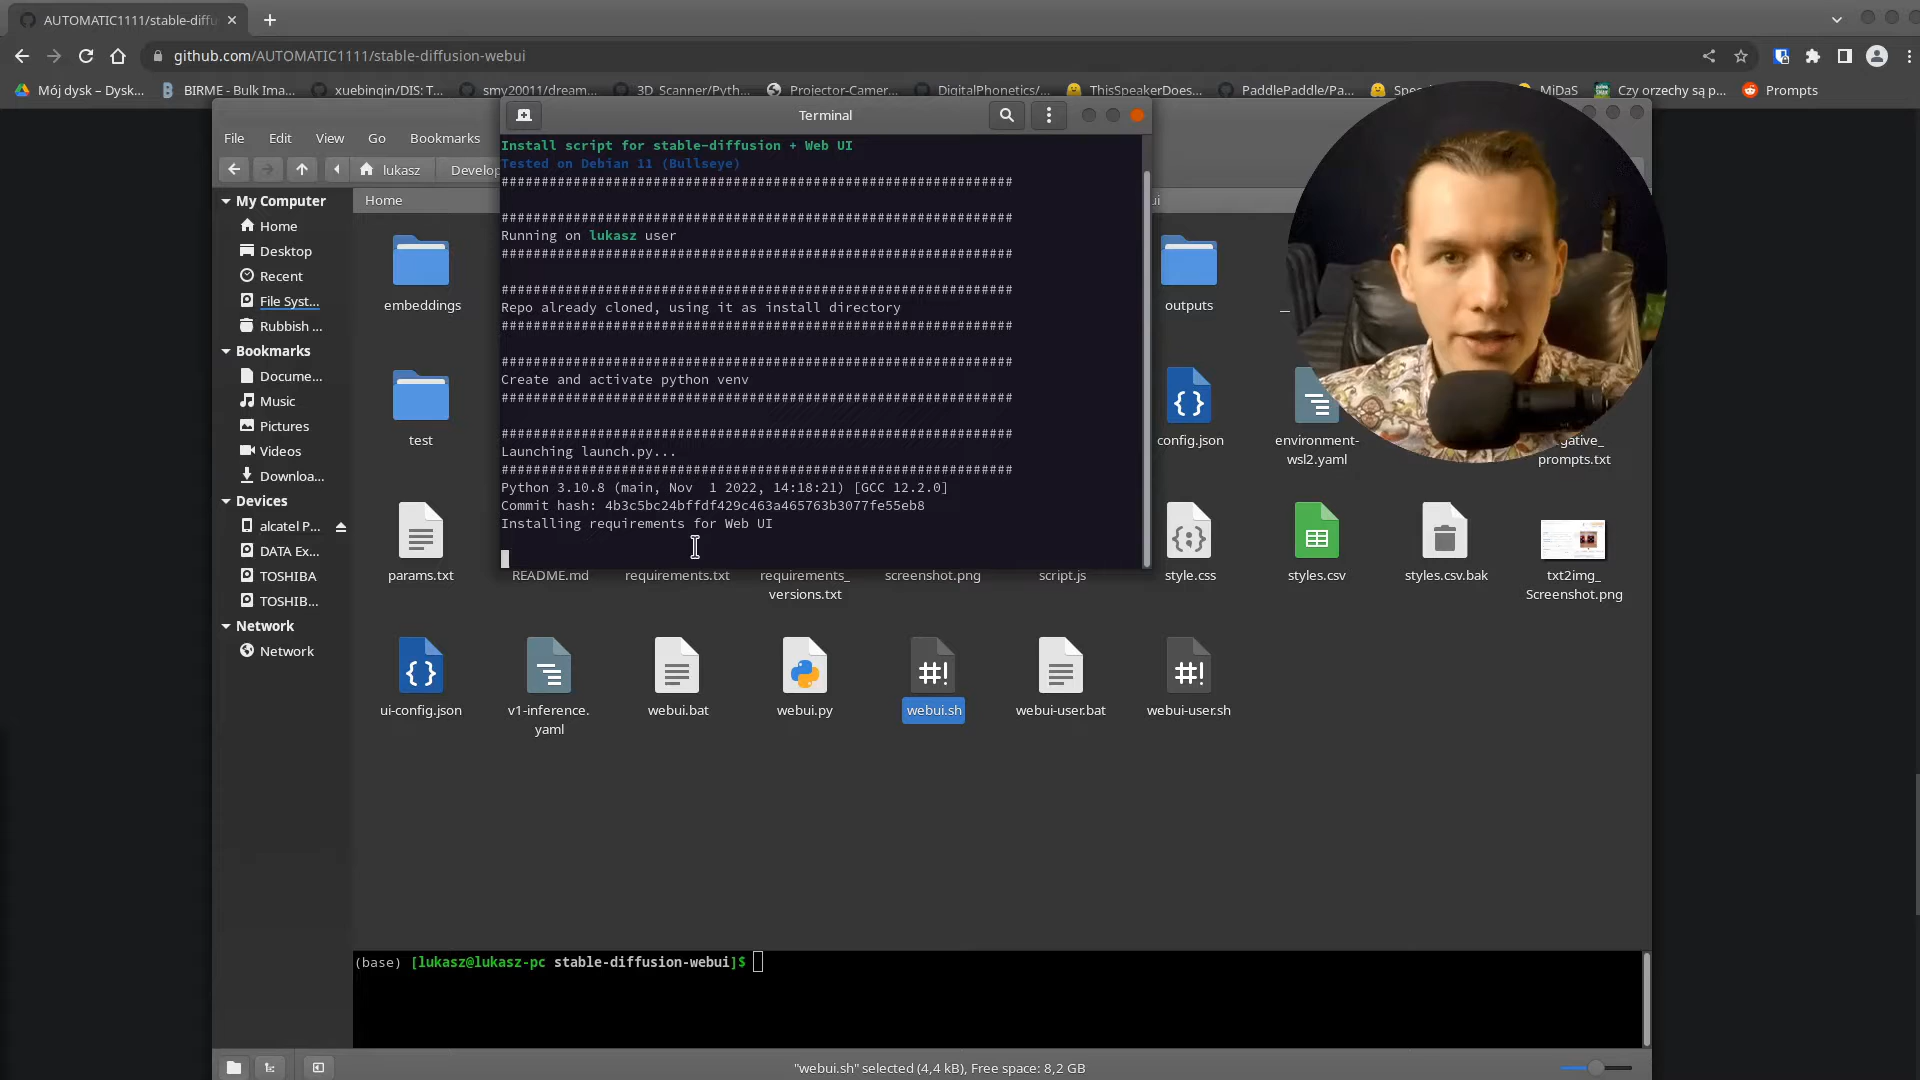 AUTOMATIC1111/stable-diffu
github.com/AUTOMATIC1111/stable-diffusion-webui
Mój dysk – Dysk...
BIRME - Bulk Ima...
xuebinqin/DIS: T...
smy20011/dream...
3D_Scanner/Pyth...
Projector-Camer...
DigitalPhonetics/...
ThisSpeakerDoes...
PaddlePaddle/Pa...
MiDaS
Czy orzechy są p...
Prompts
Terminal
File
Edit
View
Go
Bookmarks
lukasz
Develop
Home
My Computer
Home
Desktop
Recent
File Syst...
Rubbish ...
Bookmarks
Docume...
Music
Pictures
Videos
Downloa...
Devices
alcatel P...
DATA Ex...
TOSHIBA
TOSHIB...
Network
Network
Install script for stable-diffusion + Web UI
Tested on Debian 11 (Bullseye)
################################################################
################################################################
Running on lukasz user
################################################################
################################################################
Repo already cloned, using it as install directory
################################################################
################################################################
Create and activate python venv
################################################################
################################################################
Launching launch.py...
################################################################
Python 3.10.8 (main, Nov  1 2022, 14:18:21) [GCC 12.2.0]
Commit hash: 4b3c5bc24bffdf429c463a465763b3077fe55eb8
Installing requirements for Web UI
embeddings
outputs
test
config.json
environment-
wsl2.yaml
prompts.txt
params.txt
README.md
requirements.txt
requirements_
versions.txt
screenshot.png
script.js
style.css
styles.csv
styles.csv.bak
txt2img_
Screenshot.png
ui-config.json
v1-inference.
yaml
webui.bat
webui.py
webui.sh
webui-user.bat
webui-user.sh
(base) [lukasz@lukasz-pc stable-diffusion-webui]$
"webui.sh" selected (4,4 kB), Free space: 8,2 GB